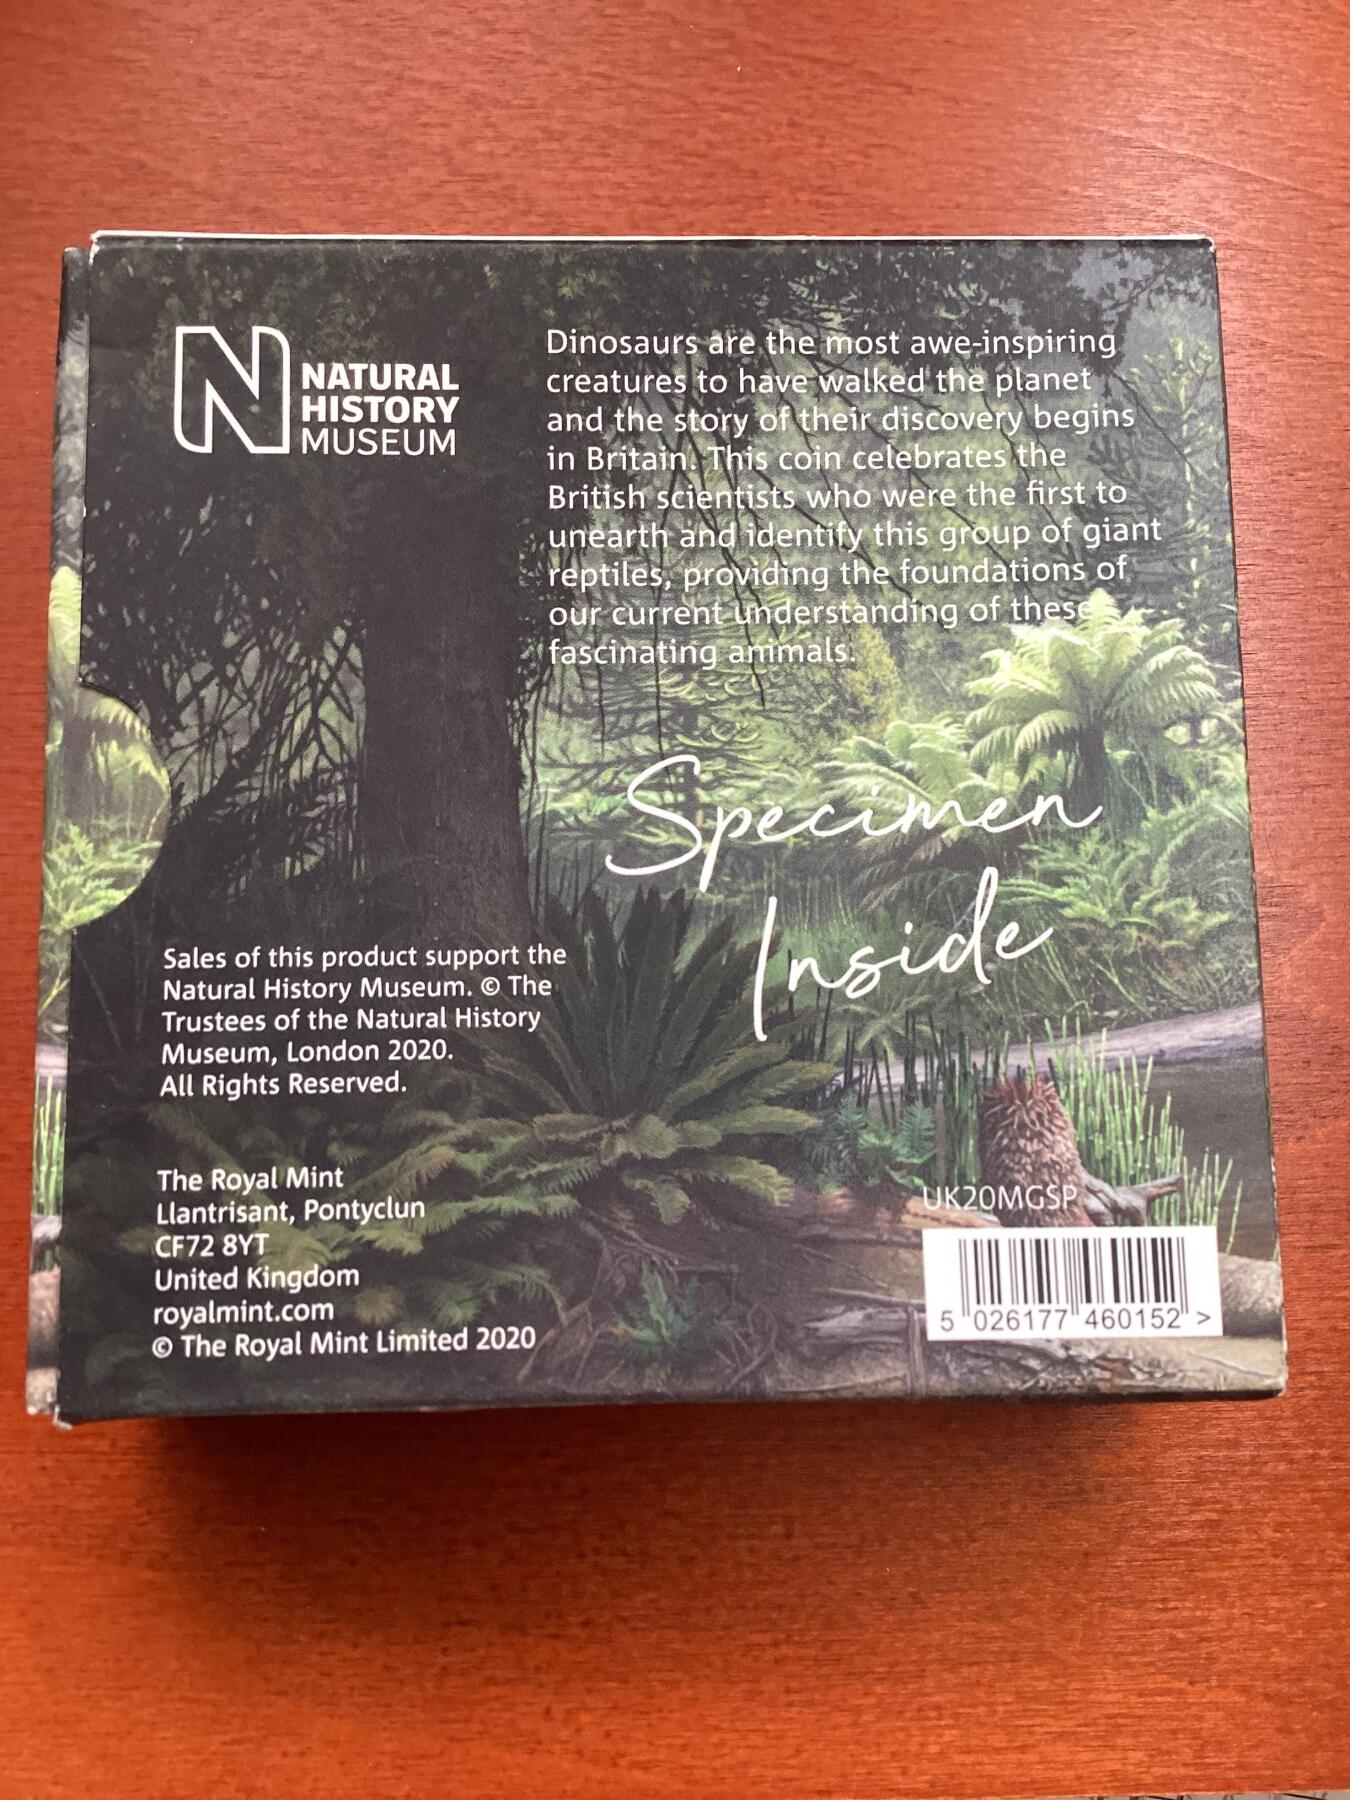 NATURAL
HISTORY
MUSEUM
Dinosaurs are the most awe-inspiring
creatures to have walked the planet
and the story of their discovery begins
in Britain. This coin celebrates the
British scientists who were the first to
unearth and identify this group of giant
reptiles, providing the foundations of
our current understanding of these
fascinating animals.
Specimen
Inside
Sales of this product support the
Natural History Museum. © The
Trustees of the Natural History
Museum, London 2020.
All Rights Reserved.
The Royal Mint
Llantrisant, Pontyclun
CF72 8YT
United Kingdom
royalmint.com
© The Royal Mint Limited 2020
UK20MGSP
5 026177 460152 >